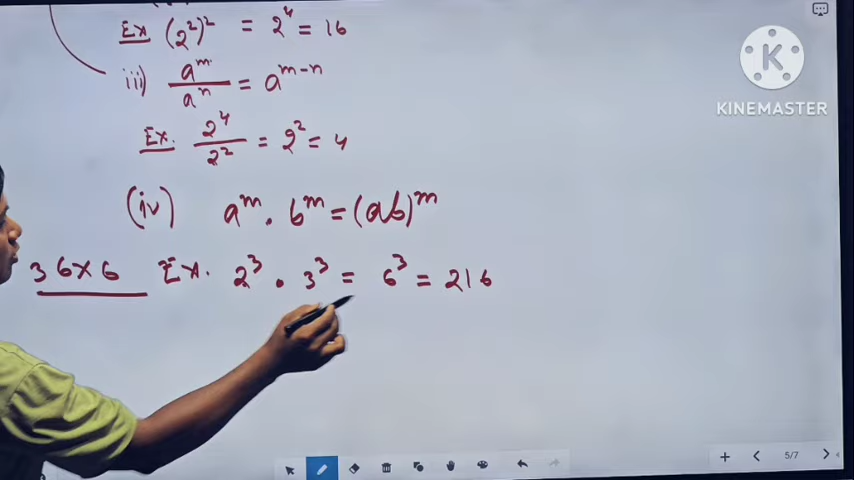 Ex (2²)² = 2⁴ = 16
iii) aᵐ/aⁿ = aᵐ⁻ⁿ
Ex. 2⁴/2² = 2² = 4
(iv) aᵐ . bᵐ = (ab)ᵐ
36×6 Ex. 2³ . 3³ = 6³ = 216
K
KINEMASTER
5/7